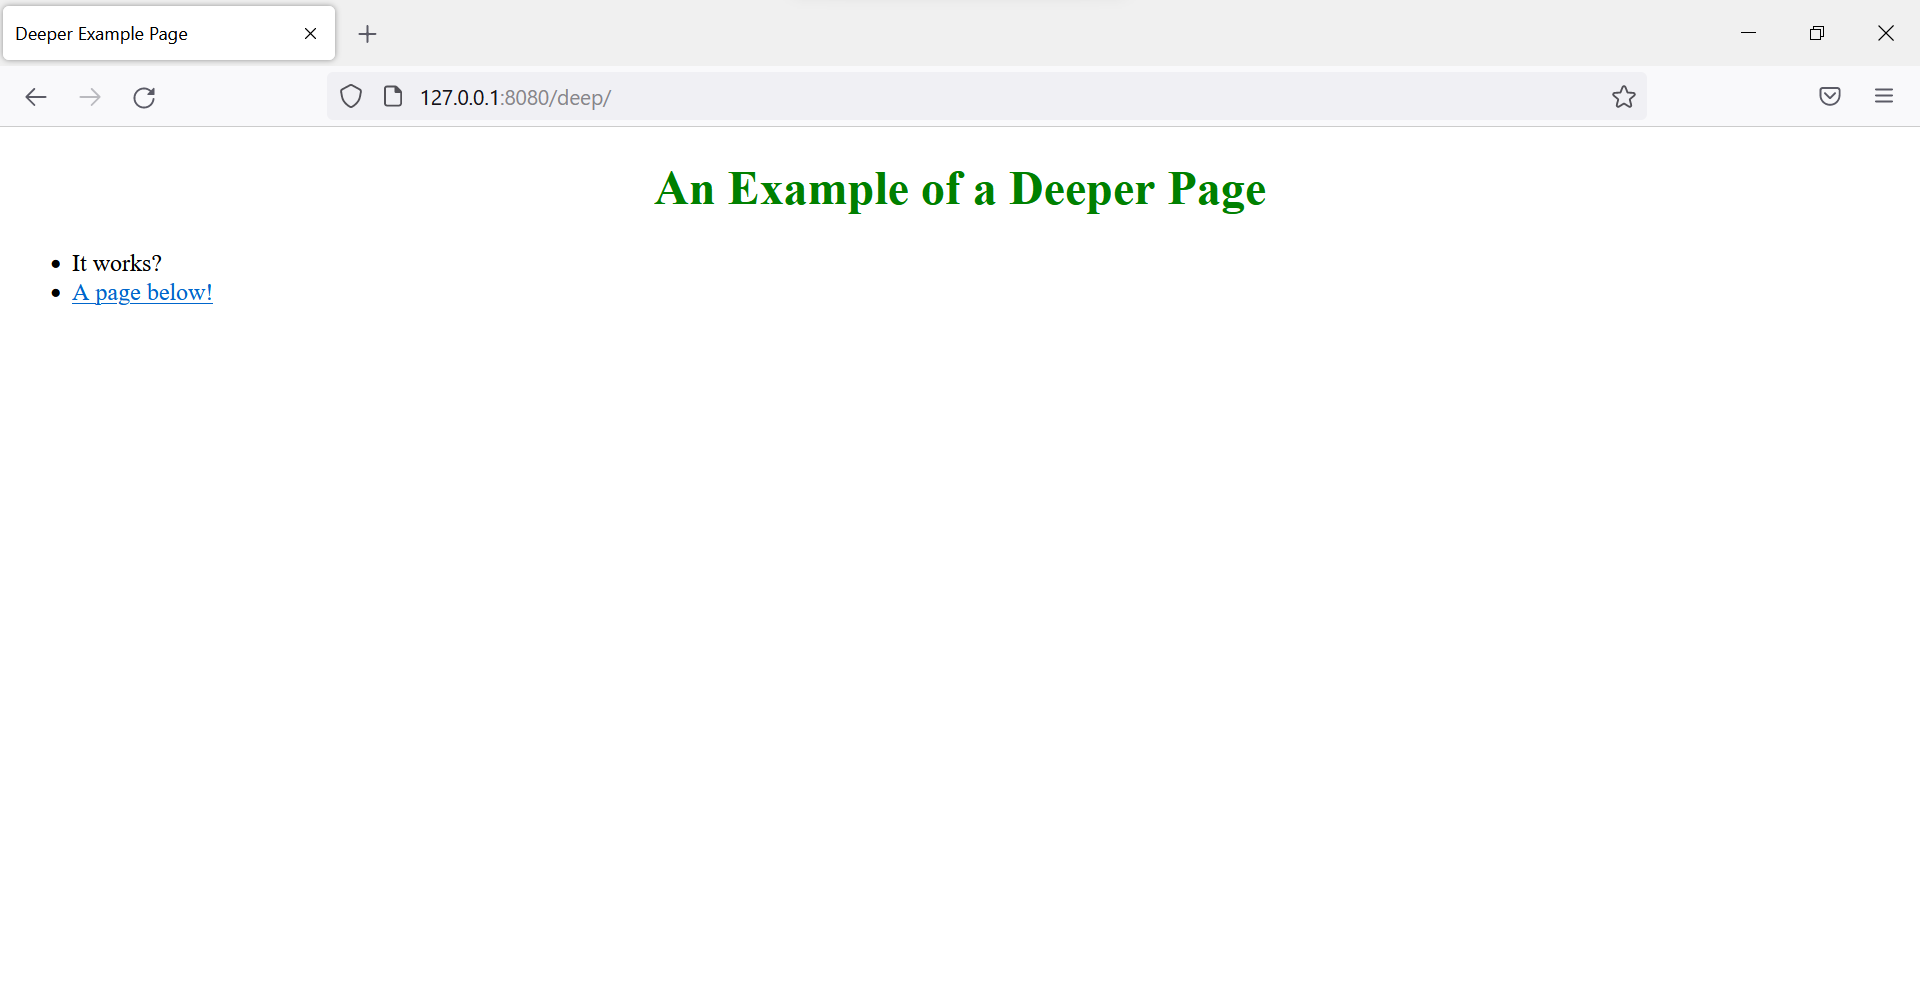 Deeper Example Page
127.0.0.1:8080/deep/
An Example of a Deeper Page
It works?
A page below!